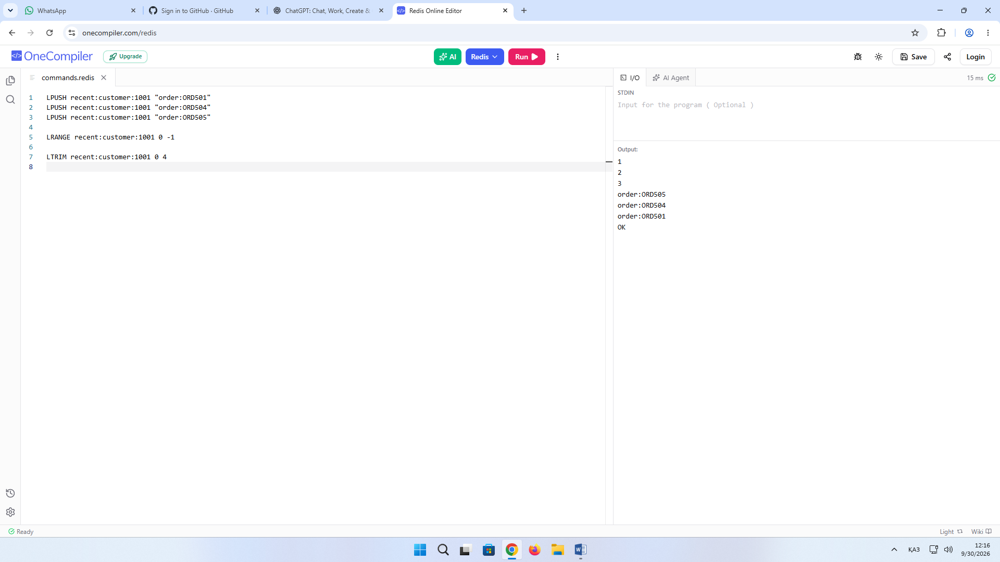 WhatsApp
Sign in to GitHub · GitHub
ChatGPT: Chat, Work, Create &
Redis Online Editor
onecompiler.com/redis
OneCompiler
Upgrade
AI
Redis
Run
Save
Login
commands.redis
I/O
AI Agent
15 ms
1 LPUSH recent:customer:1001 "order:ORD501"
2 LPUSH recent:customer:1001 "order:ORD504"
3 LPUSH recent:customer:1001 "order:ORD505"
4
5 LRANGE recent:customer:1001 0 -1
6
7 LTRIM recent:customer:1001 0 4
8
STDIN
Input for the program ( Optional )
Output:
1
2
3
order:ORD505
order:ORD504
order:ORD501
OK
Ready
Light
Wiki
ҚАЗ
12:16
9/30/2026